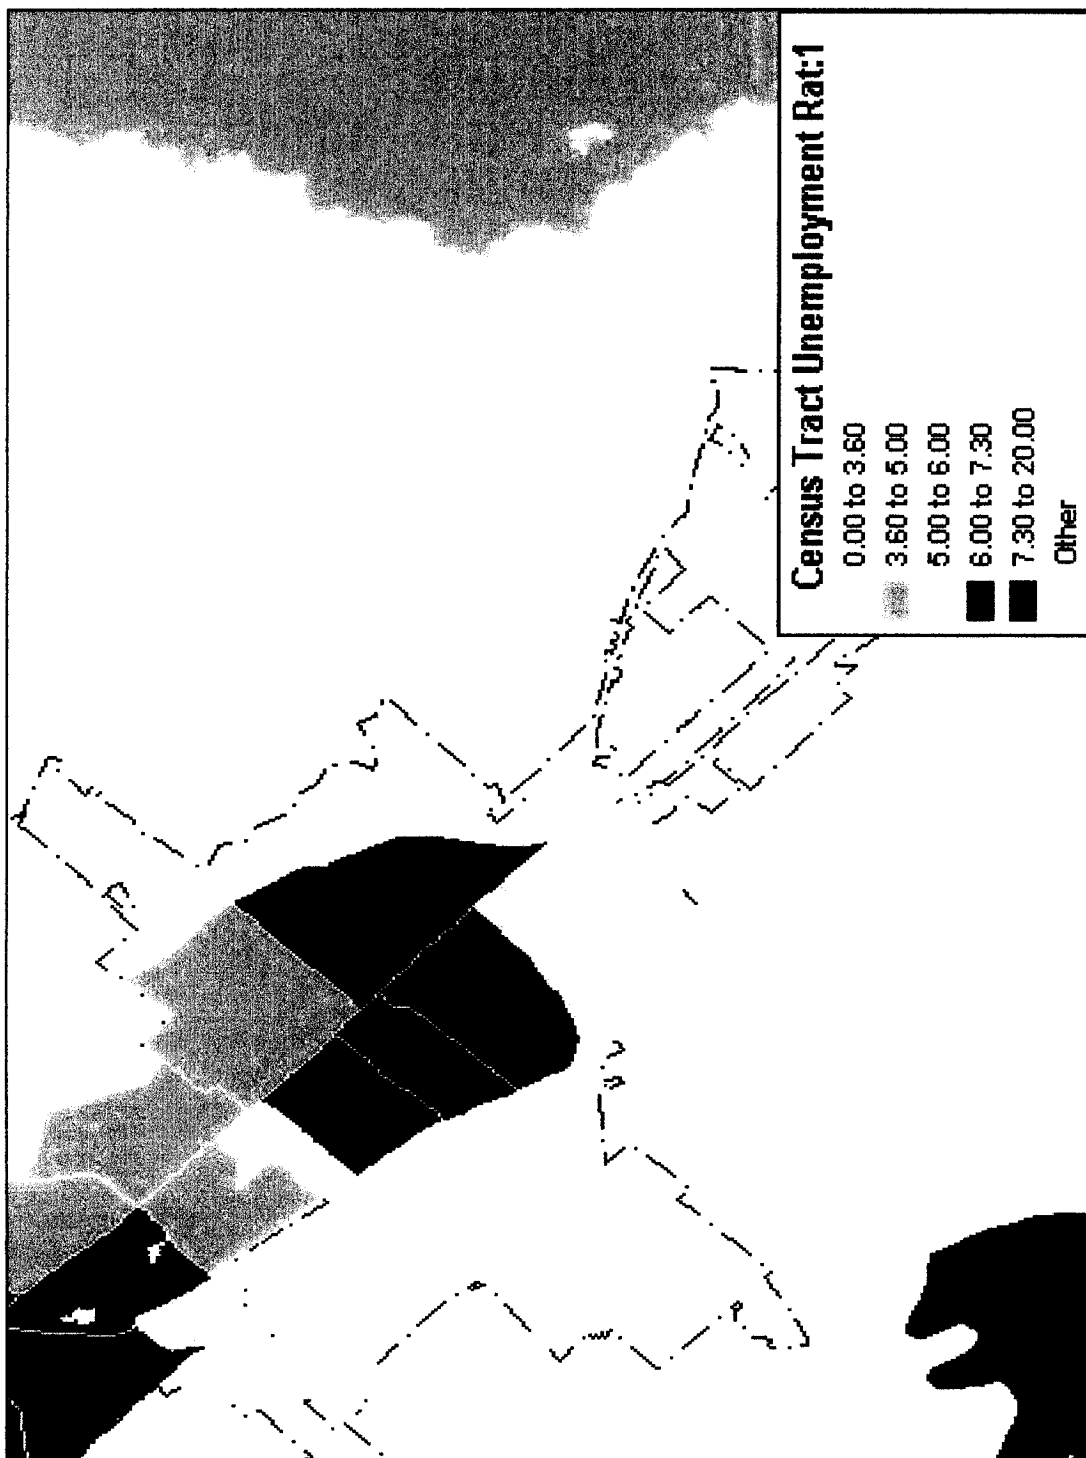 Census Tract Unemployment Rat:1
0.00 to 3.60
3.60 to 5.00
5.00 to 6.00
6.00 to 7.30
7.30 to 20.00
Other